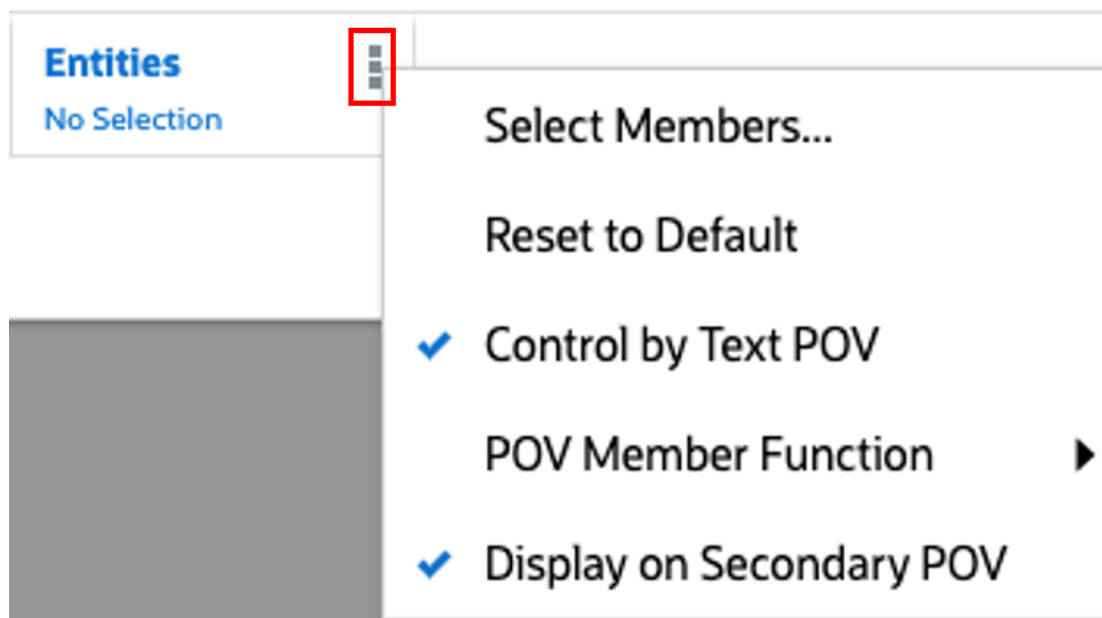 Entities
No Selection
Select Members...
Reset to Default
Control by Text POV
POV Member Function
Display on Secondary POV